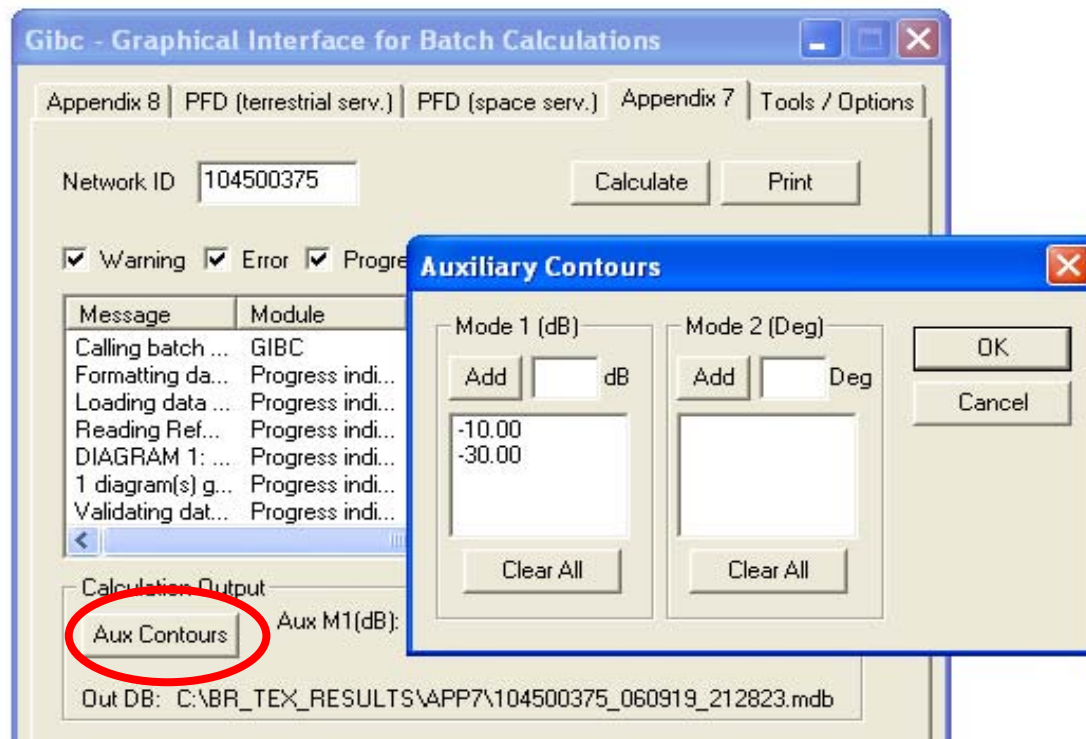 Gibc - Graphical Interface for Batch Calculations
Appendix 8 PFD (terrestrial serv.) PFD (space serv.) Appendix 7 Tools / Options
Network ID 104500375 Calculate Print
Warning Error Progre
Message Module
Calling batch ... GIBC
Formatting da... Progress indi...
Loading data ... Progress indi...
Reading Ref... Progress indi...
DIAGRAM 1: ... Progress indi...
1 diagram(s) g... Progress indi...
Validating dat... Progress indi...
Calculation Output
Aux Contours Aux M1(dB):
Out DB: C:\BR_TEX_RESULTS\APP7\104500375_060919_212823.mdb
Auxiliary Contours
Mode 1 (dB) Mode 2 (Deg)
Add dB Add Deg
-10.00
-30.00
Clear All Clear All
OK
Cancel